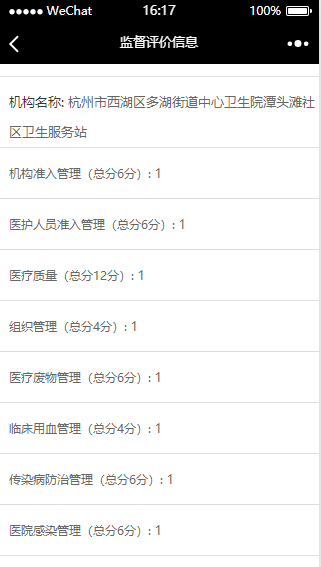 WeChat 16:17 100%
监督评价信息
机构名称: 杭州市西湖区多湖街道中心卫生院潭头滩社
区卫生服务站
机构准入管理（总分6分）: 1
医护人员准入管理（总分6分）: 1
医疗质量（总分12分）: 1
组织管理（总分4分）: 1
医疗废物管理（总分6分）: 1
临床用血管理（总分4分）: 1
传染病防治管理（总分6分）: 1
医院感染管理（总分6分）: 1